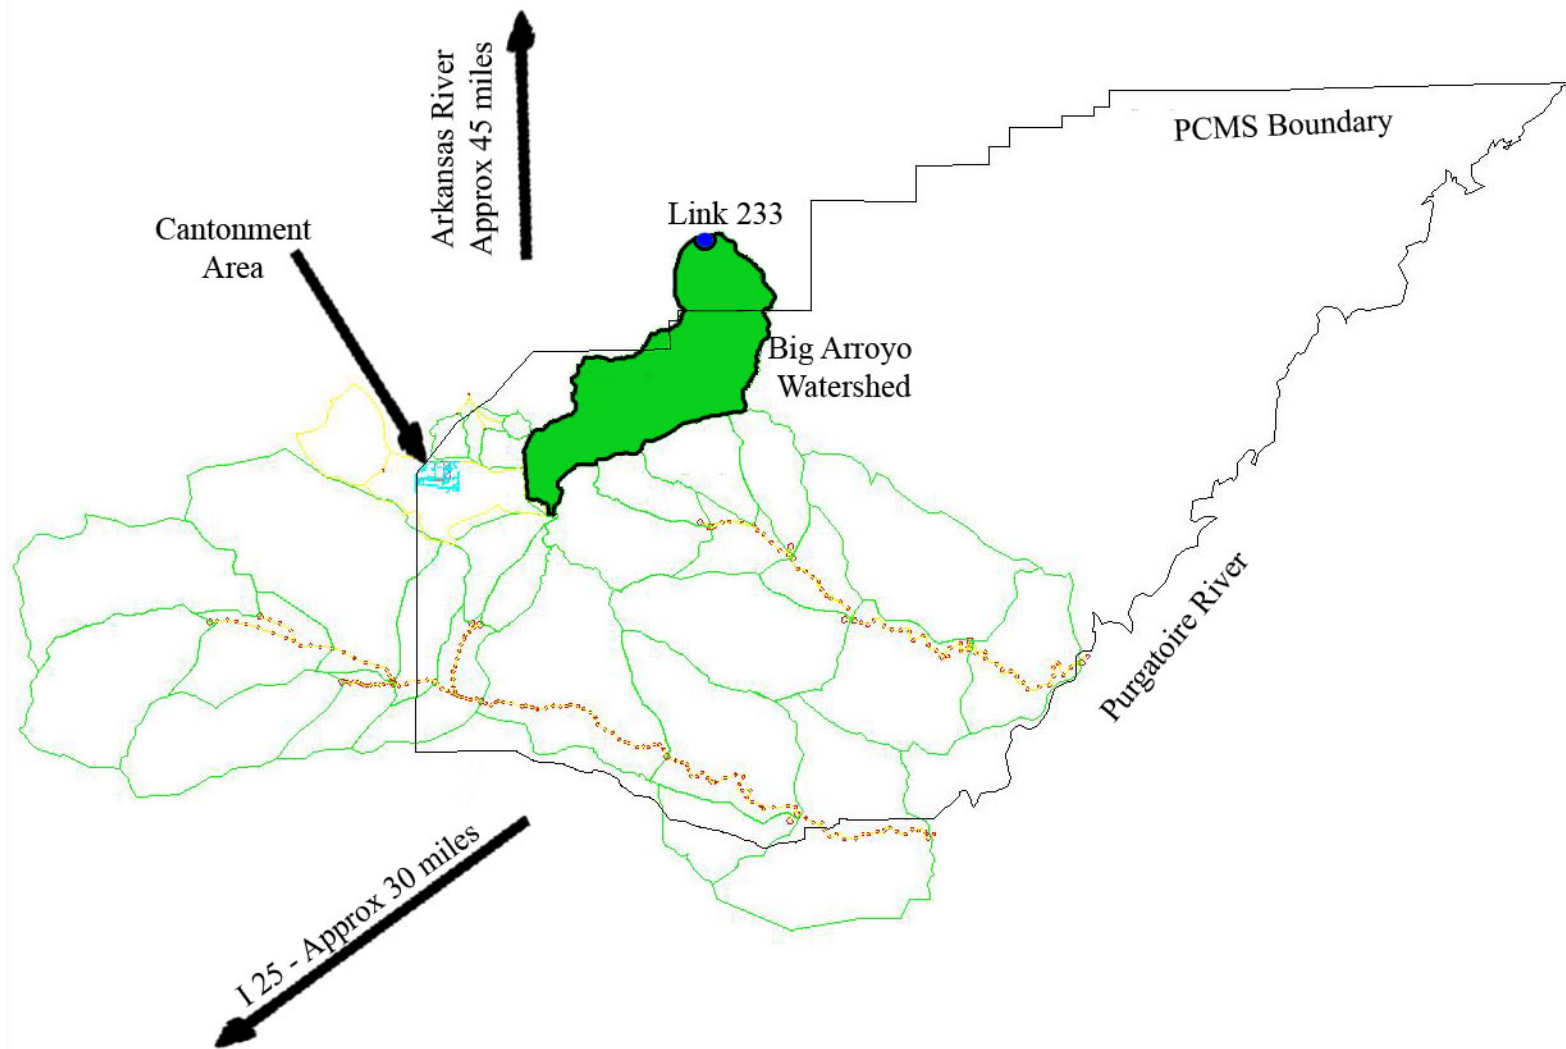 Arkansas River
Approx 45 miles
PCMS Boundary
Link 233
Cantonment
Area
Big Arroyo
Watershed
Purgatoire River
I 25 - Approx 30 miles